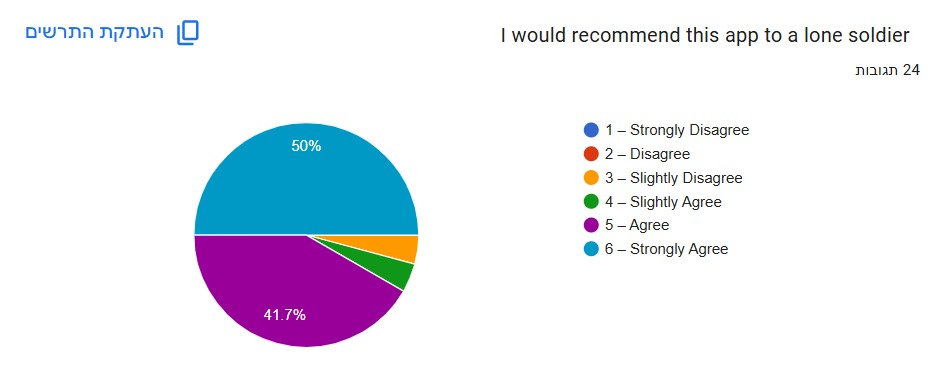 I would recommend this app to a lone soldier
העתקת התרשים
24 תגובות
50%
41.7%
1 – Strongly Disagree
2 – Disagree
3 – Slightly Disagree
4 – Slightly Agree
5 – Agree
6 – Strongly Agree